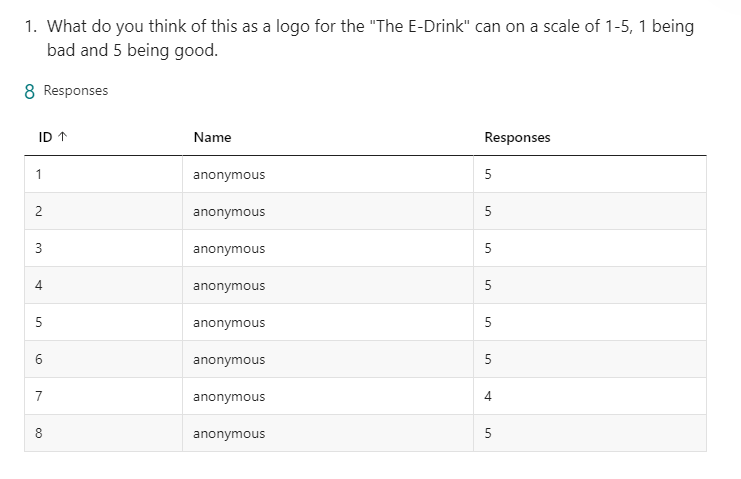 1. What do you think of this as a logo for the "The E-Drink" can on a scale of 1-5, 1 being
bad and 5 being good.
8 Responses
ID ↑ Name Responses
1 anonymous 5
2 anonymous 5
3 anonymous 5
4 anonymous 5
5 anonymous 5
6 anonymous 5
7 anonymous 4
8 anonymous 5